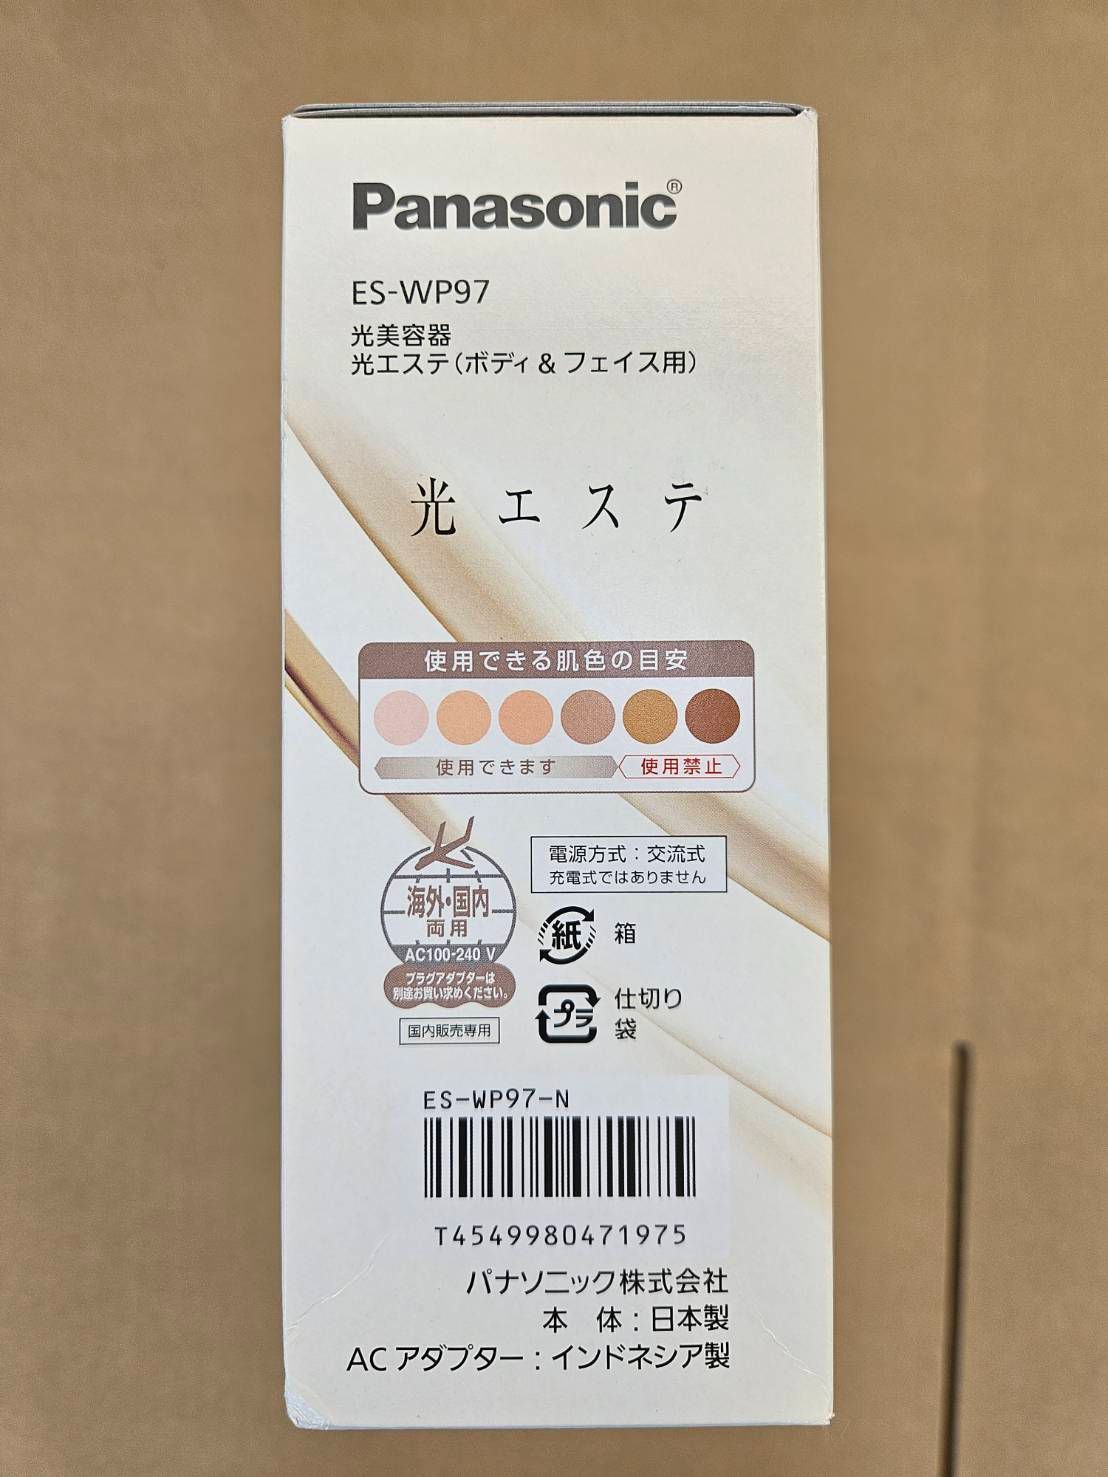 Panasonic®
ES-WP97
光美容器
光エステ(ボディ & フェイス用)
光エステ
使用できる肌色の目安
使用できます
使用禁止
海外・国内
両用
AC100-240 V
プラグアダプターは
別途お買い求めください。
国内販売専用
電源方式：交流式
充電式ではありません
紙 箱
プラ 仕切り
袋
ES-WP97-N
T4549980471975
パナソニック株式会社
本 体：日本製
AC アダプター：インドネシア製